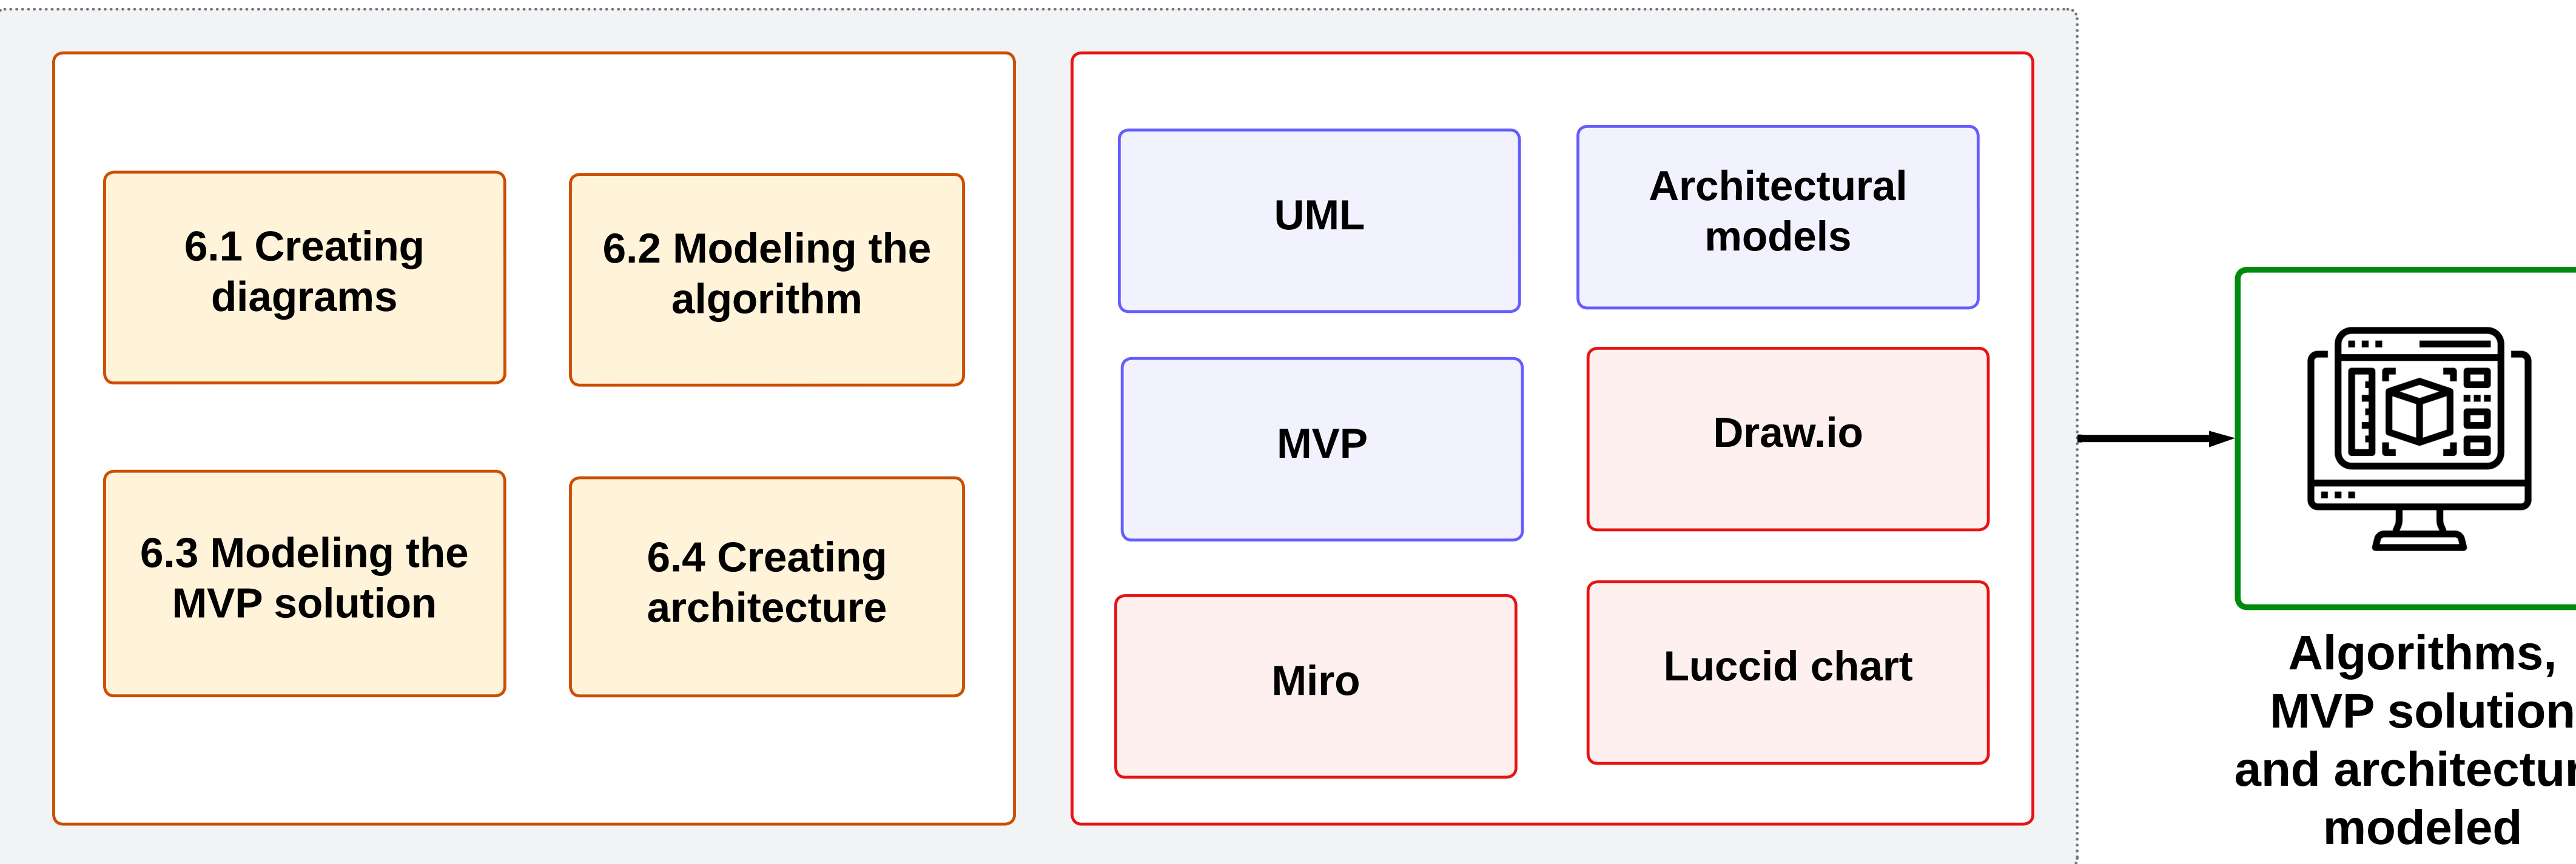 6.1 Creating
diagrams
6.2 Modeling the
algorithm
6.3 Modeling the
MVP solution
6.4 Creating
architecture
UML
Architectural
models
MVP
Draw.io
Miro
Luccid chart
Algorithms,
MVP solution
and architectur
modeled